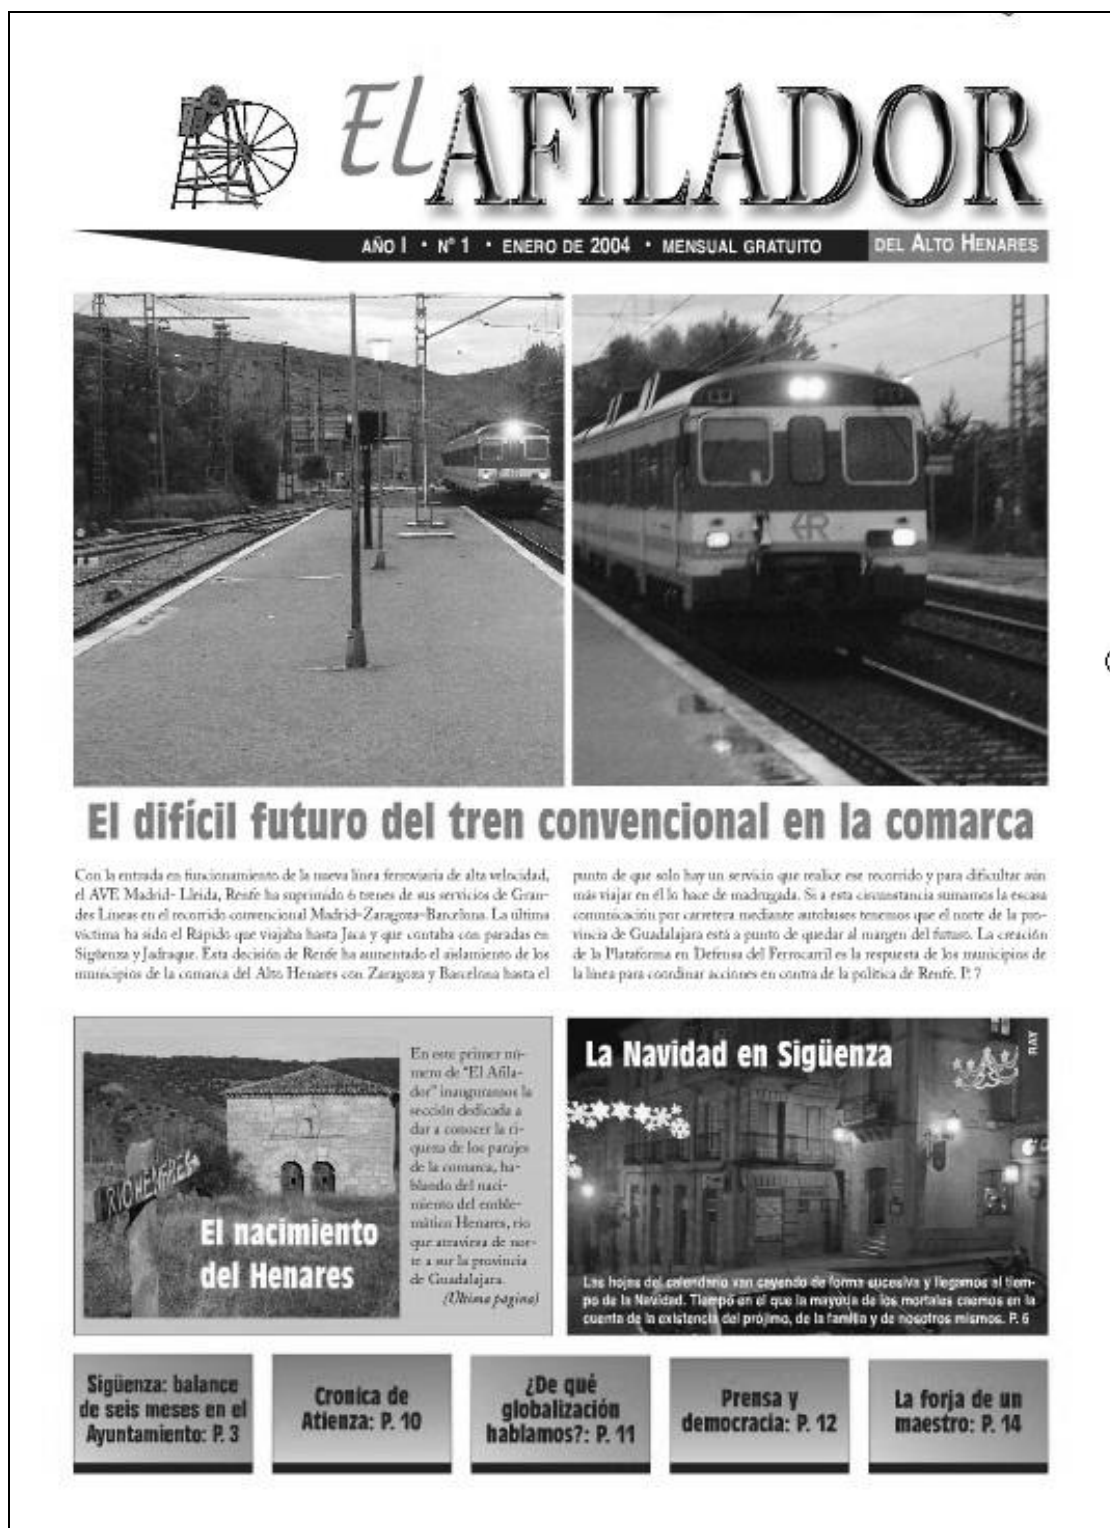 El AFILADOR
AÑO I · Nº 1 · ENERO DE 2004 · MENSUAL GRATUITO
DEL ALTO HENARES
El difícil futuro del tren convencional en la comarca
Con la entrada en funcionamiento de la nueva línea ferroviaria de alta velocidad,
el AVE Madrid- Lleida, Renfe ha suprimido 6 trenes de sus servicios de Gran-
des Lineas en el recorrido convencional Madrid-Zaragoza-Barcelona. La última
víctima ha sido el Rápido que viajaba hasta Jaca y que contaba con paradas en
Sigüenza y Jadraque. Esta decisión de Renfe ha aumentado el aislamiento de los
municipios de la comarca del Alto Henares con Zaragoza y Barcelona hasta el
punto de que solo hay un servicio que realice ese recorrido y para dificultar aún
más viajar en él lo hace de madrugada. Si a esta circunstancia sumamos la escasa
comunicación por carretera mediante autobuses tenemos que el norte de la pro-
vincia de Guadalajara está a punto de quedar al margen del futuro. La creación
de la Plataforma en Defensa del Ferrocarril es la respuesta de los municipios de
la línea para coordinar acciones en contra de la política de Renfe. P. 7
RIO HENARES
El nacimiento
del Henares
En este primer nú-
mero de "El Afila-
dor" inauguramos la
sección dedicada a
dar a conocer la ri-
queza de los parajes
de la comarca, ha-
blando del naci-
miento del emble-
mático Henares, río
que atraviesa de nor-
te a sur la provincia
de Guadalajara.
(Ultima página)
La Navidad en Sigüenza
RAY
Las hojas del calendario van cayendo de forma sucesiva y llegamos al tiem-
po de la Navidad. Tiempo en el que la mayoría de los mortales caemos en la
cuenta de la existencia del prójimo, de la familia y de nosotros mismos. P. 6
Sigüenza: balance
de seis meses en el
Ayuntamiento: P. 3
Cronica de
Atienza: P. 10
¿De qué
globalización
hablamos?: P. 11
Prensa y
democracia: P. 12
La forja de un
maestro: P. 14